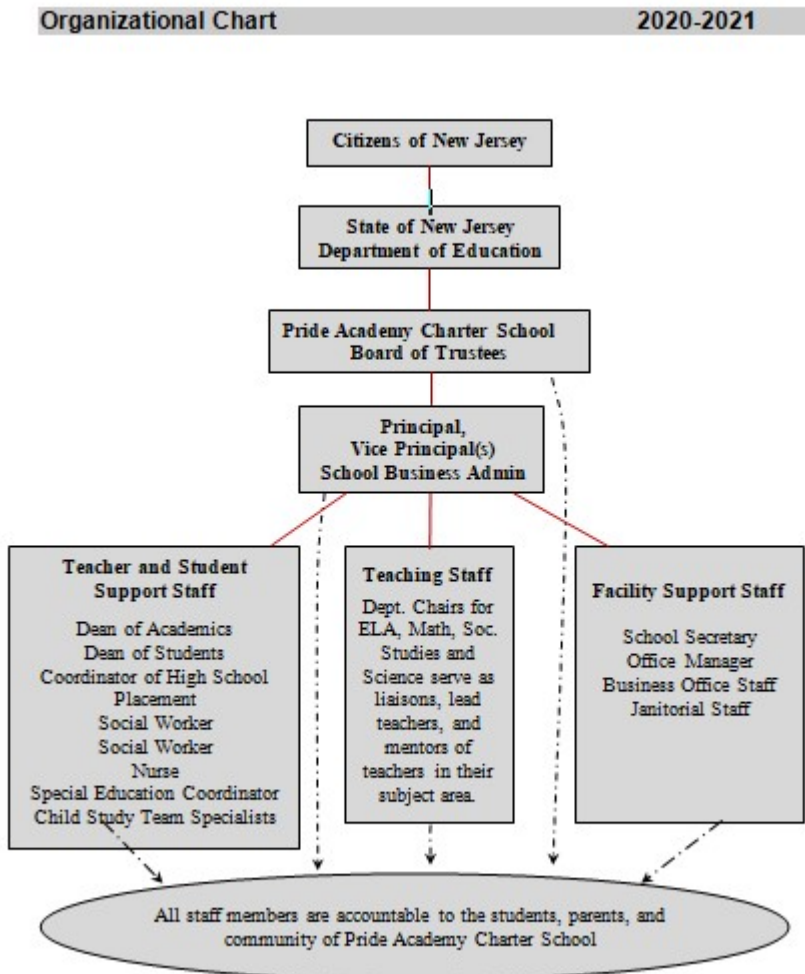 Organizational Chart 2020-2021
Citizens of New Jersey
State of New Jersey
Department of Education
Pride Academy Charter School
Board of Trustees
Principal,
Vice Principal(s)
School Business Admin
Teacher and Student
Support Staff
Dean of Academics
Dean of Students
Coordinator of High School
Placement
Social Worker
Social Worker
Nurse
Special Education Coordinator
Child Study Team Specialists
Teaching Staff
Dept. Chairs for
ELA, Math, Soc.
Studies and
Science serve as
liaisons, lead
teachers, and
mentors of
teachers in their
subject area.
Facility Support Staff
School Secretary
Office Manager
Business Office Staff
Janitorial Staff
All staff members are accountable to the students, parents, and
community of Pride Academy Charter School